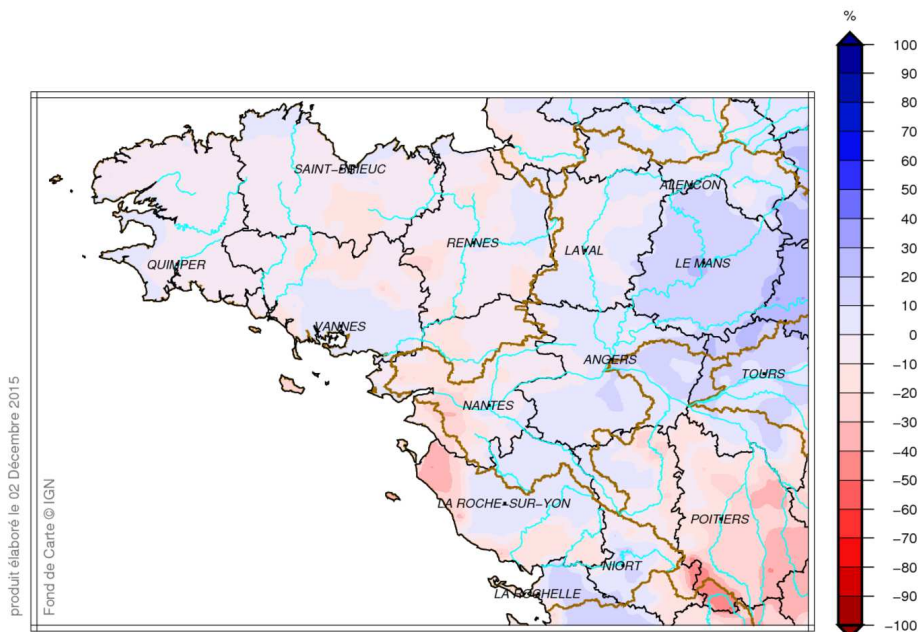 %
100
90
80
70
60
50
40
30
20
10
0
−10
−20
−30
−40
−50
−60
−70
−80
−90
−100
SAINT−BRIEUC
ALENCON
RENNES
LAVAL
LE MANS
QUIMPER
VANNES
ANGERS
TOURS
NANTES
LA ROCHE−SUR−YON
POITIERS
NIORT
LA ROCHELLE
produit élaboré le 02 Décembre 2015
Fond de Carte © IGN